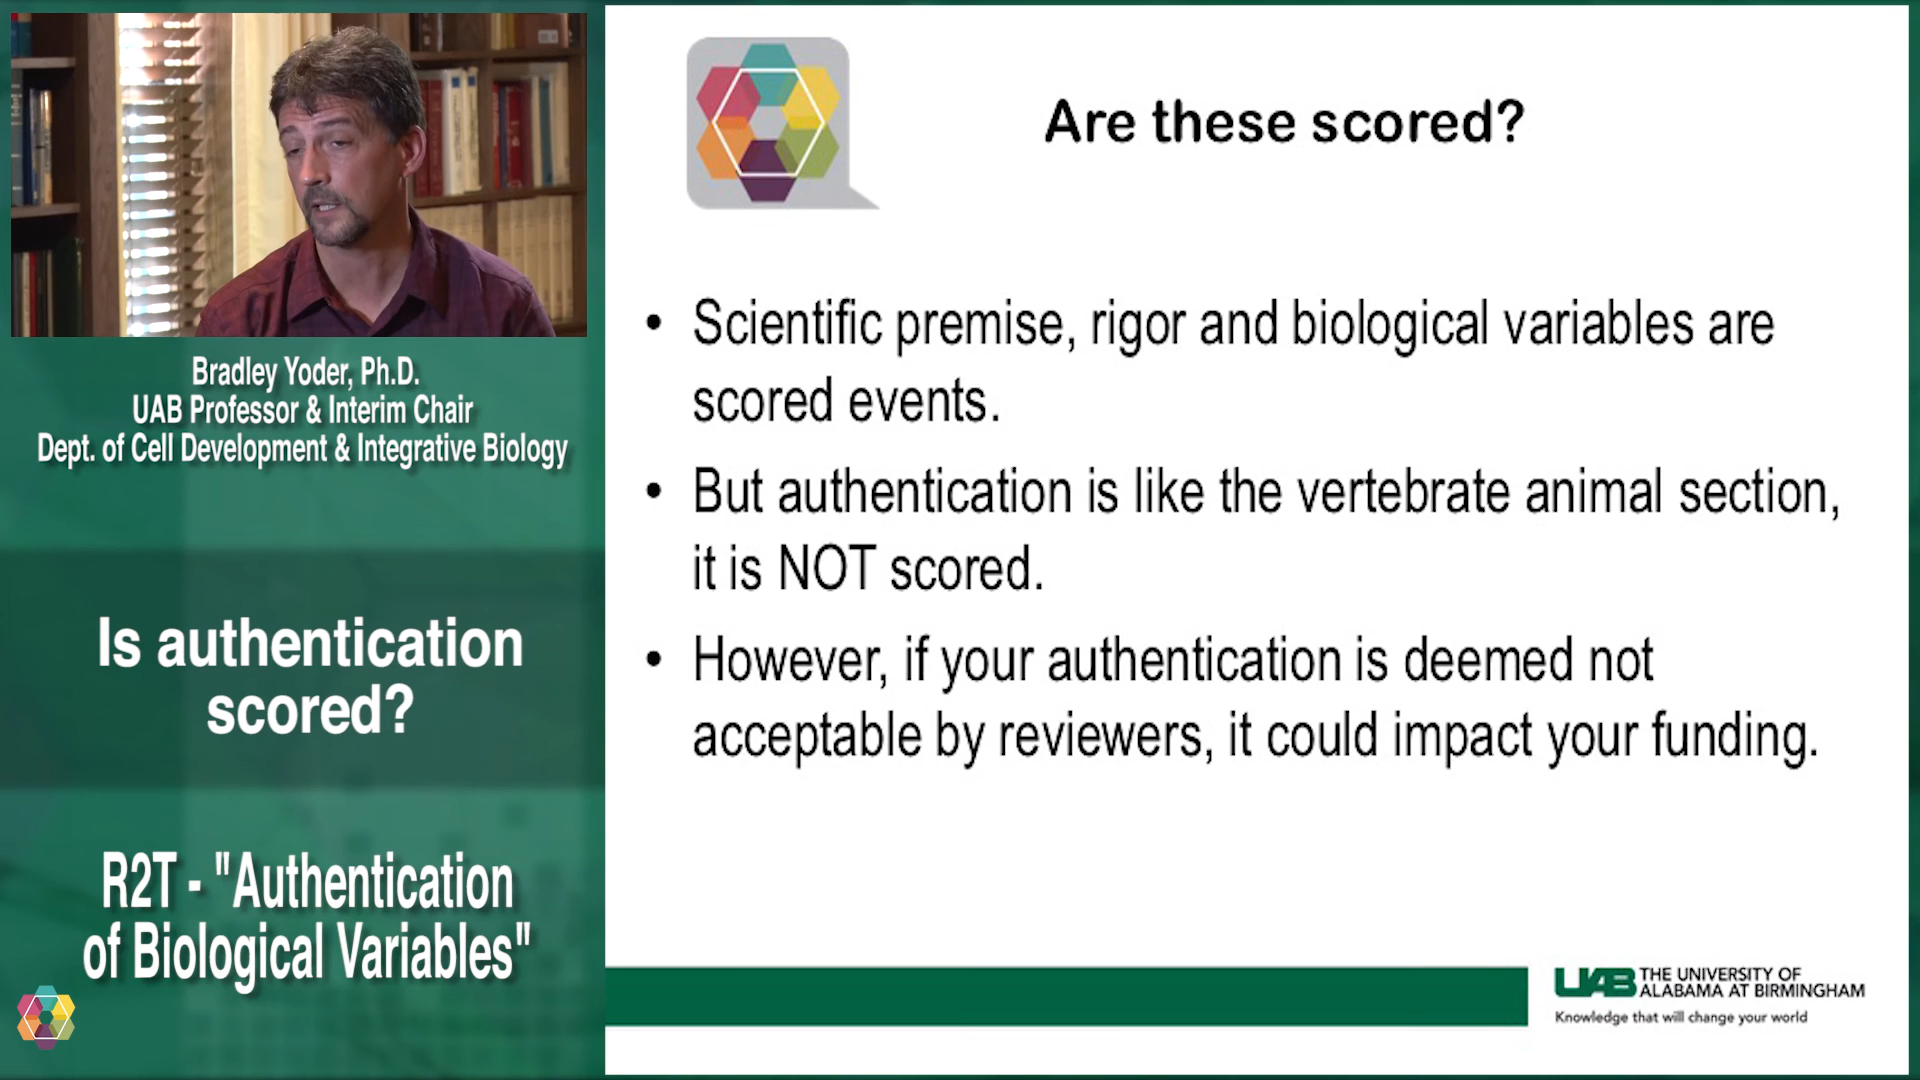 Bradley Yoder, Ph.D.
UAB Professor & Interim Chair
Dept. of Cell Development & Integrative Biology
Is authentication
scored?
R2T - "Authentication
of Biological Variables"
Are these scored?
• Scientific premise, rigor and biological variables are
scored events.
• But authentication is like the vertebrate animal section,
it is NOT scored.
• However, if your authentication is deemed not
acceptable by reviewers, it could impact your funding.
UAB THE UNIVERSITY OF
ALABAMA AT BIRMINGHAM
Knowledge that will change your world